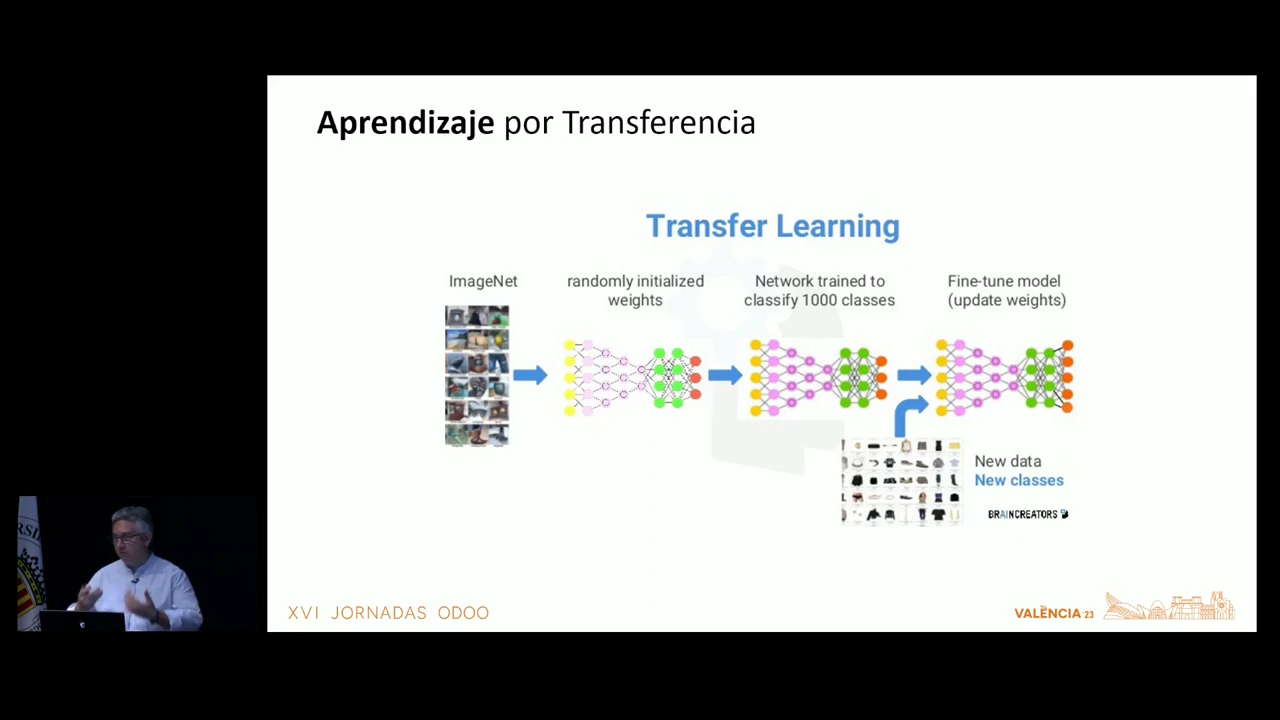 Aprendizaje por Transferencia
Transfer Learning
ImageNet
randomly initialized
weights
Network trained to
classify 1000 classes
Fine-tune model
(update weights)
New data
New classes
BRAINCREATORS
XVI JORNADAS ODOO
VALÈNCIA 23